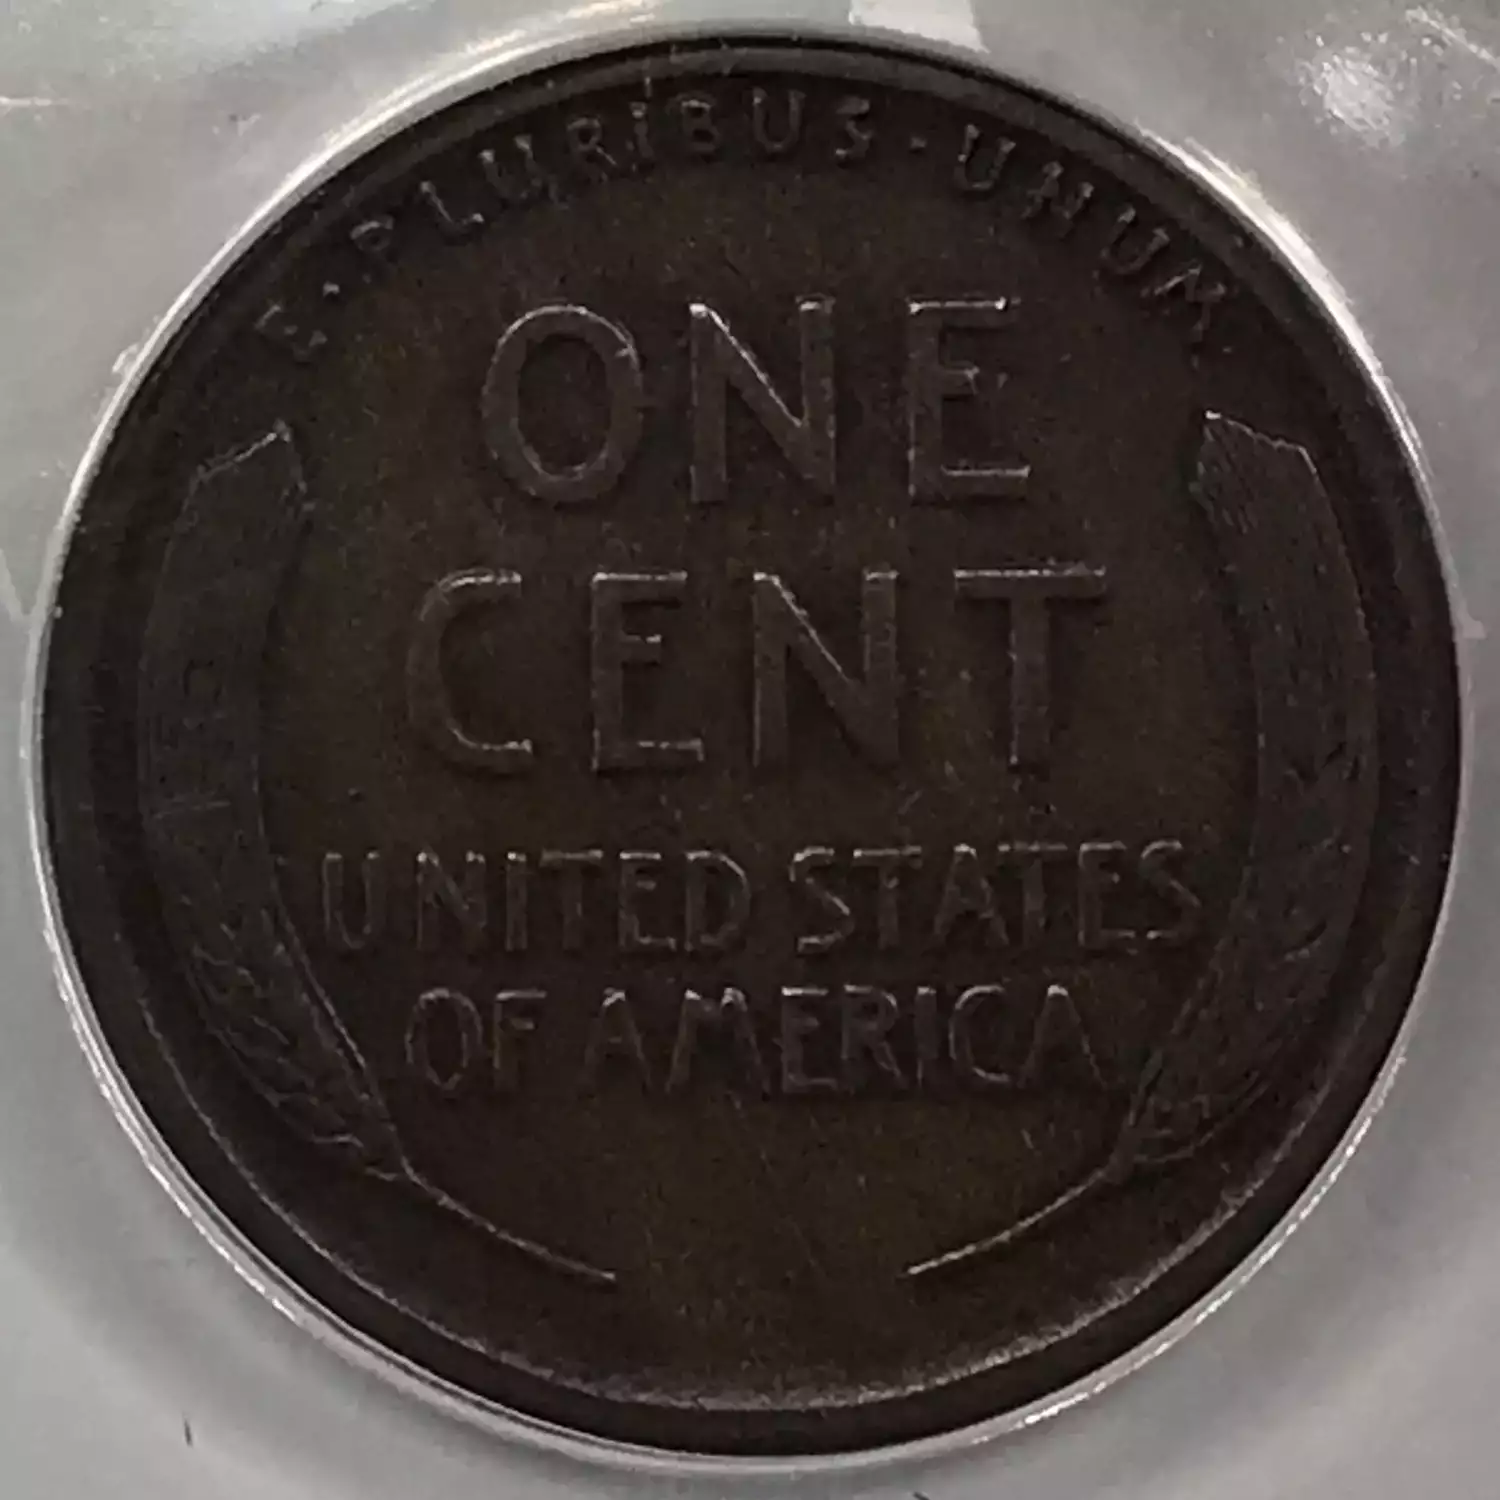 E·PLURIBUS·UNUM
ONE
CENT
UNITED STATES
OF AMERICA